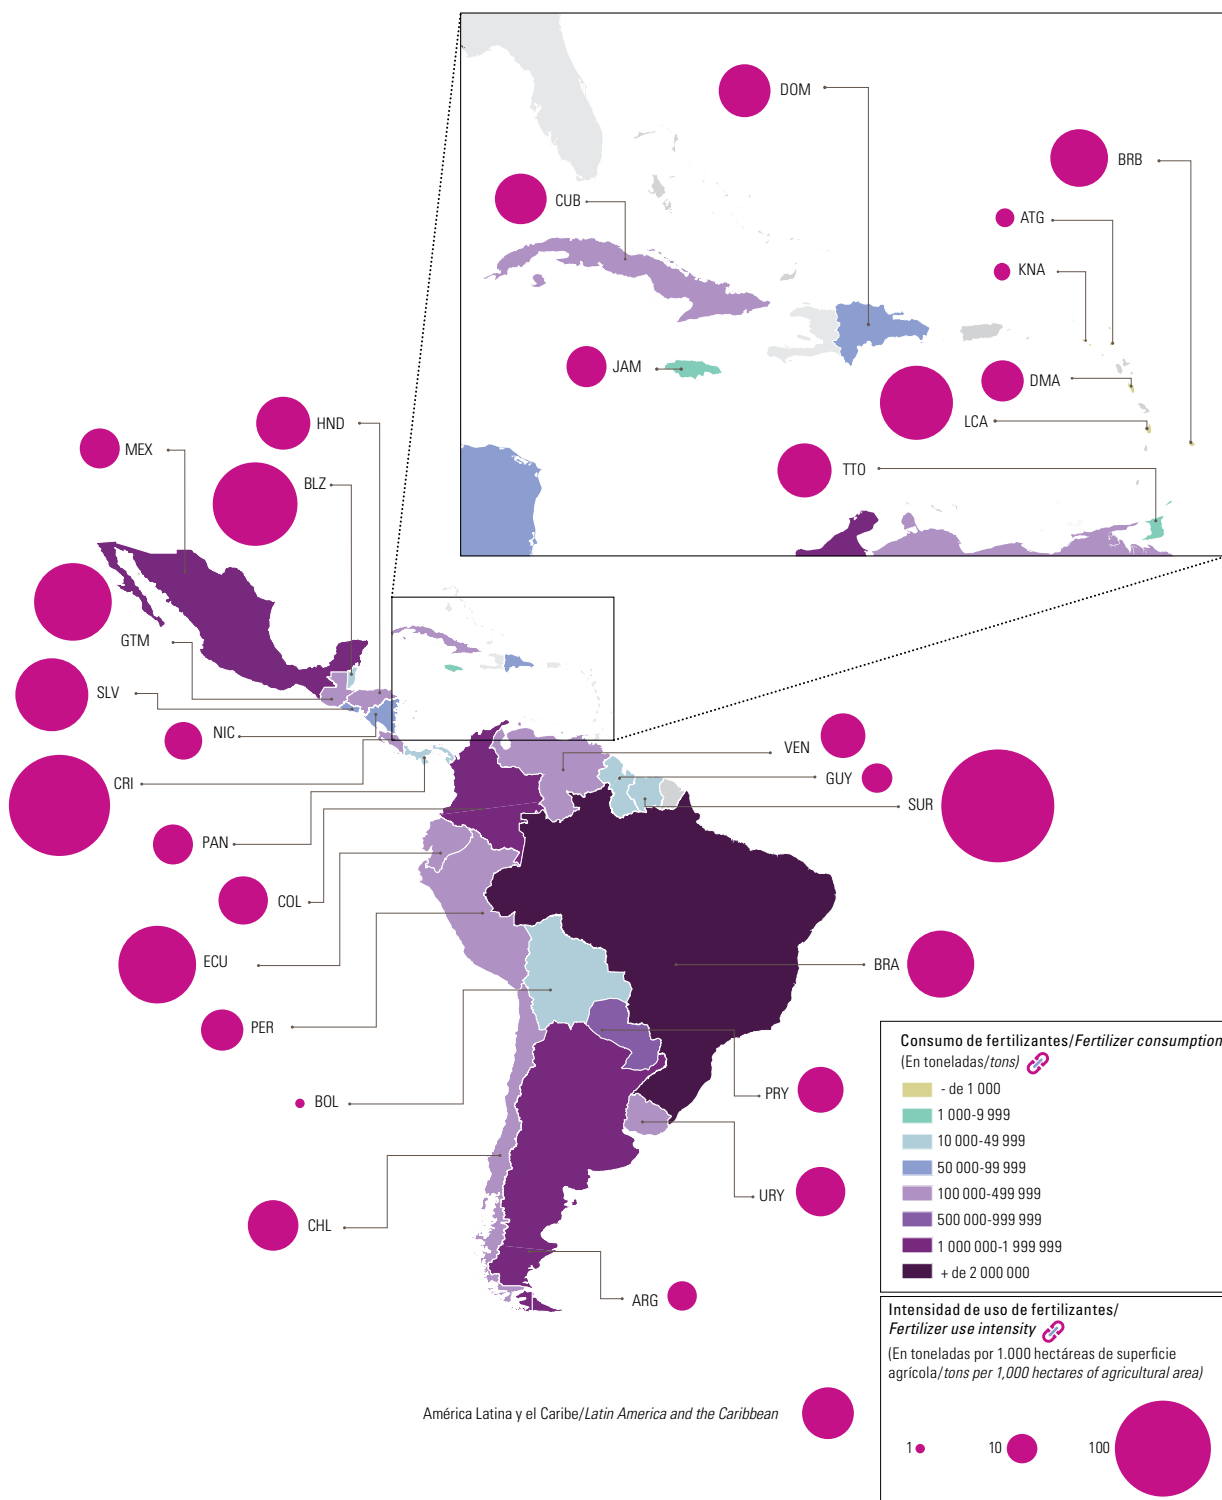 DOM
BRB
CUB
ATG
KNA
JAM
DMA
LCA
HND
MEX
TTO
BLZ
GTM
SLV
NIC
VEN
GUY
CRI
SUR
PAN
COL
ECU
BRA
PER
BOL
PRY
URY
CHL
ARG
Consumo de fertilizantes/Fertilizer consumption
(En toneladas/tons)
- de 1 000
1 000-9 999
10 000-49 999
50 000-99 999
100 000-499 999
500 000-999 999
1 000 000-1 999 999
+ de 2 000 000
Intensidad de uso de fertilizantes/
Fertilizer use intensity
(En toneladas por 1.000 hectáreas de superficie
agrícola/tons per 1,000 hectares of agricultural area)
América Latina y el Caribe/Latin America and the Caribbean
1 10 100